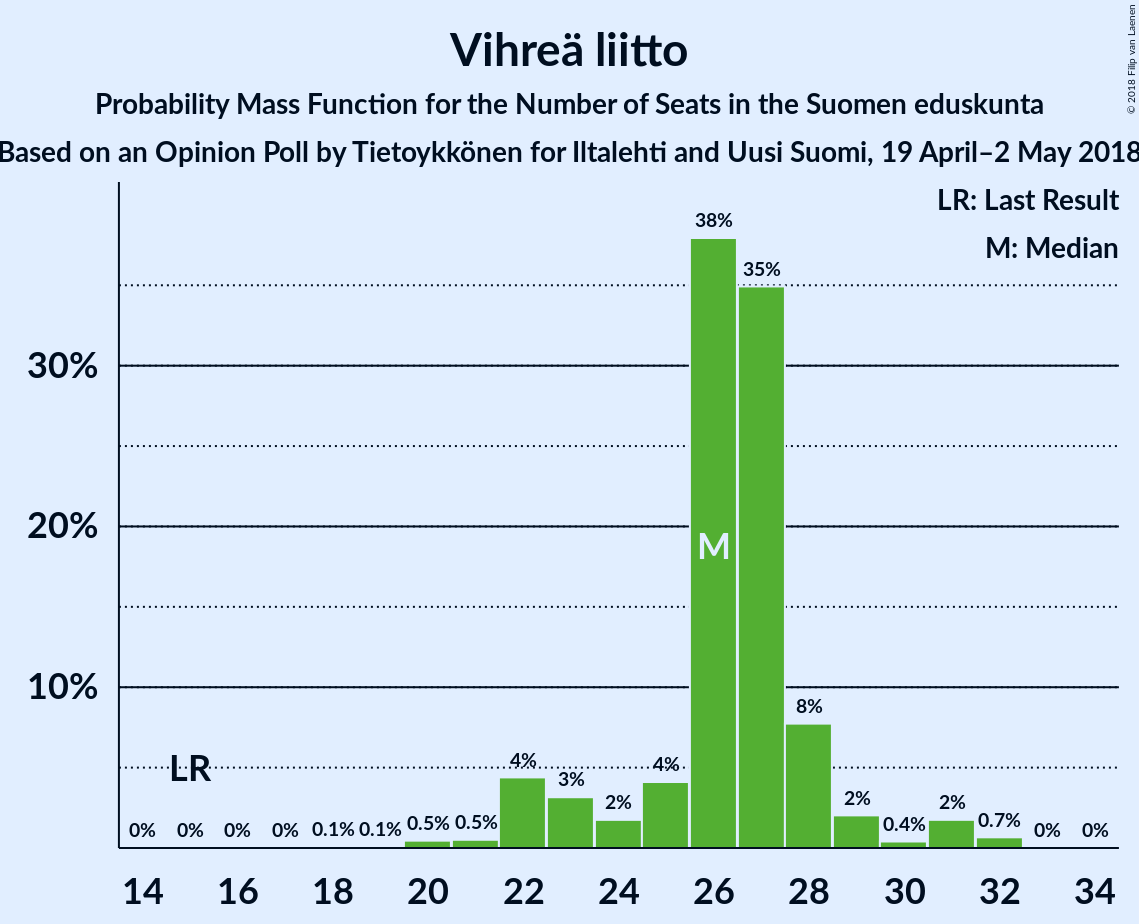 Vihreä liitto
Probability Mass Function for the Number of Seats in the Suomen eduskunta
Based on an Opinion Poll by Tietoykkönen for Iltalehti and Uusi Suomi, 19 April–2 May 2018
© 2018 Filip van Laenen
LR: Last Result
M: Median
38%
35%
30%
20%
M
10%
8%
LR
4%
3%
2%
4%
2%
0.4%
2%
0.7%
0% 0% 0% 0% 0.1% 0.1% 0.5% 0.5% 0% 0%
14 16 18 20 22 24 26 28 30 32 34